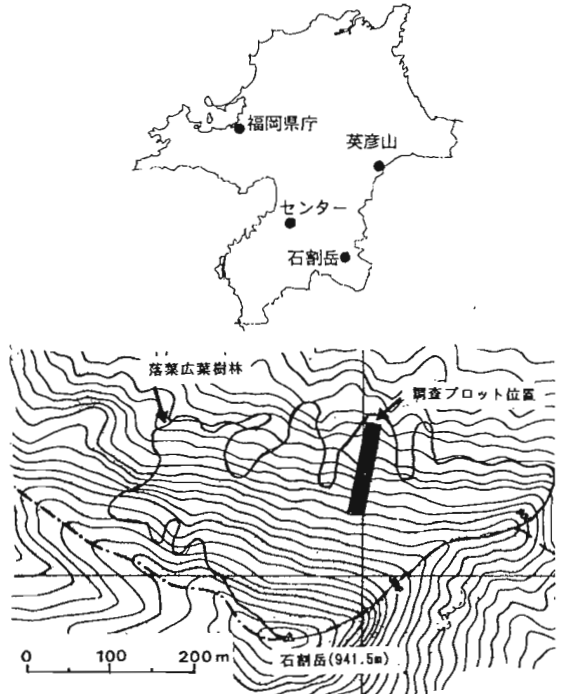 福岡県庁
英彦山
センター
石割岳
落葉広葉樹林
調査プロット位置
石割岳(941.5m)
0 100 200m